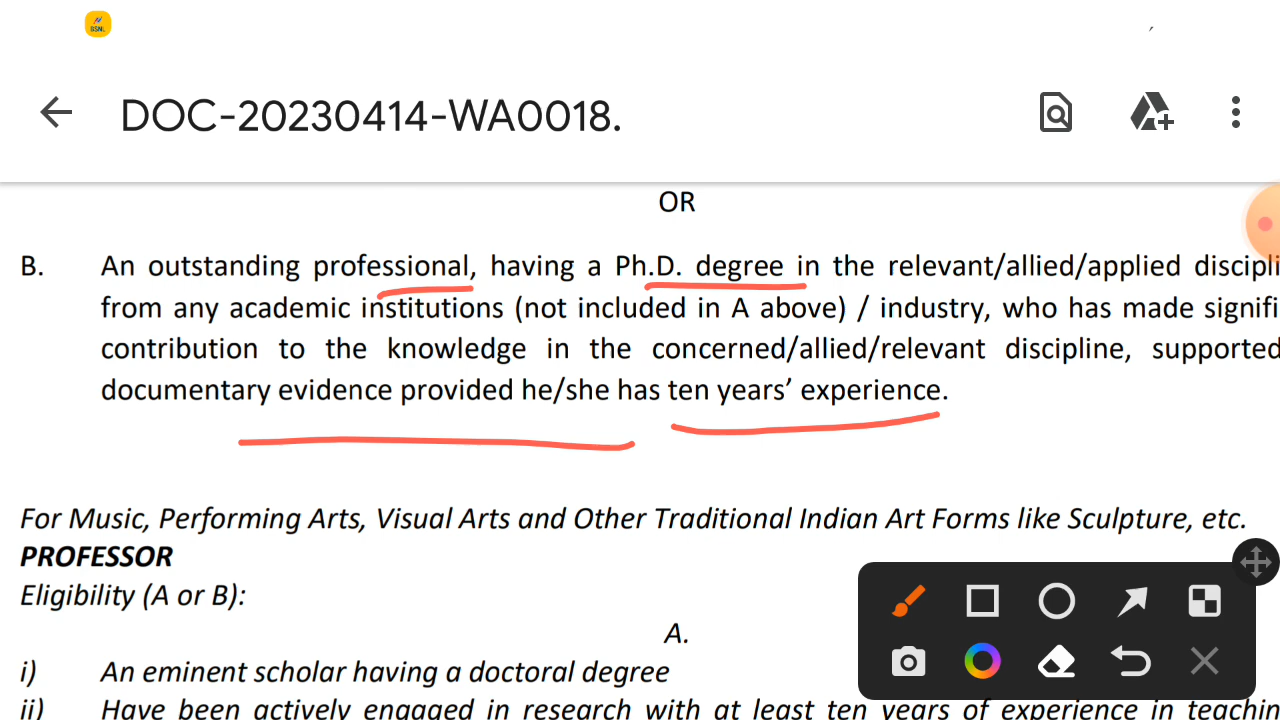 BSNL
DOC-20230414-WA0018.
OR
B. An outstanding professional, having a Ph.D. degree in the relevant/allied/applied discipli
from any academic institutions (not included in A above) / industry, who has made signifi
contribution to the knowledge in the concerned/allied/relevant discipline, supported
documentary evidence provided he/she has ten years’ experience.
For Music, Performing Arts, Visual Arts and Other Traditional Indian Art Forms like Sculpture, etc.
PROFESSOR
Eligibility (A or B):
A.
i) An eminent scholar having a doctoral degree
ii) Have been actively engaged in research with at least ten years of experience in teachin